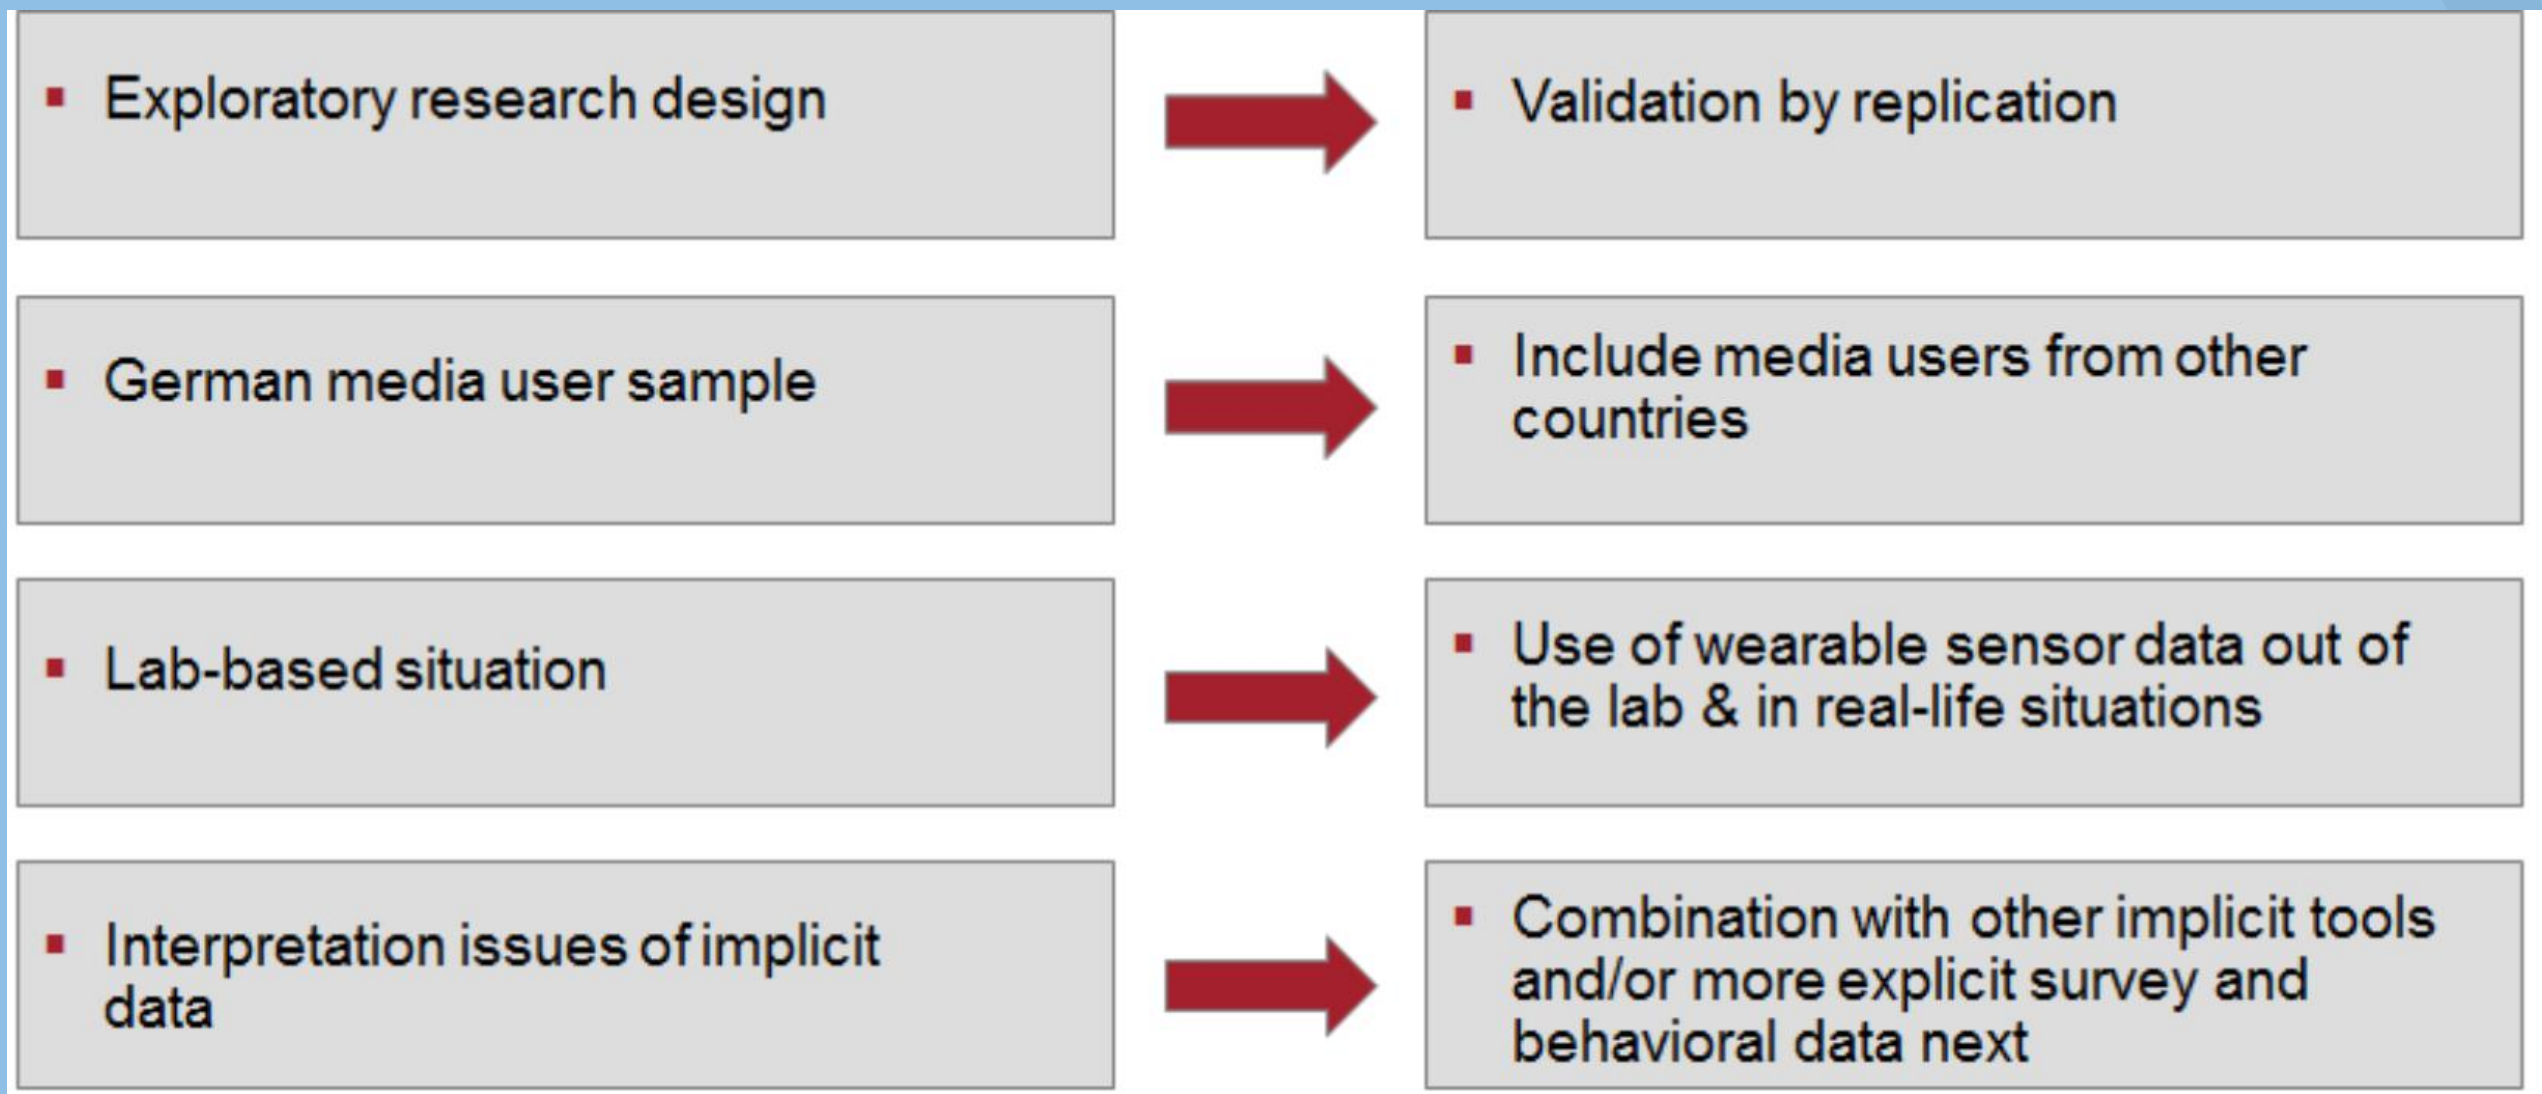 Exploratory research design
Validation by replication
German media user sample
Include media users from other
countries
Lab-based situation
Use of wearable sensor data out of
the lab & in real-life situations
Interpretation issues of implicit
data
Combination with other implicit tools
and/or more explicit survey and
behavioral data next